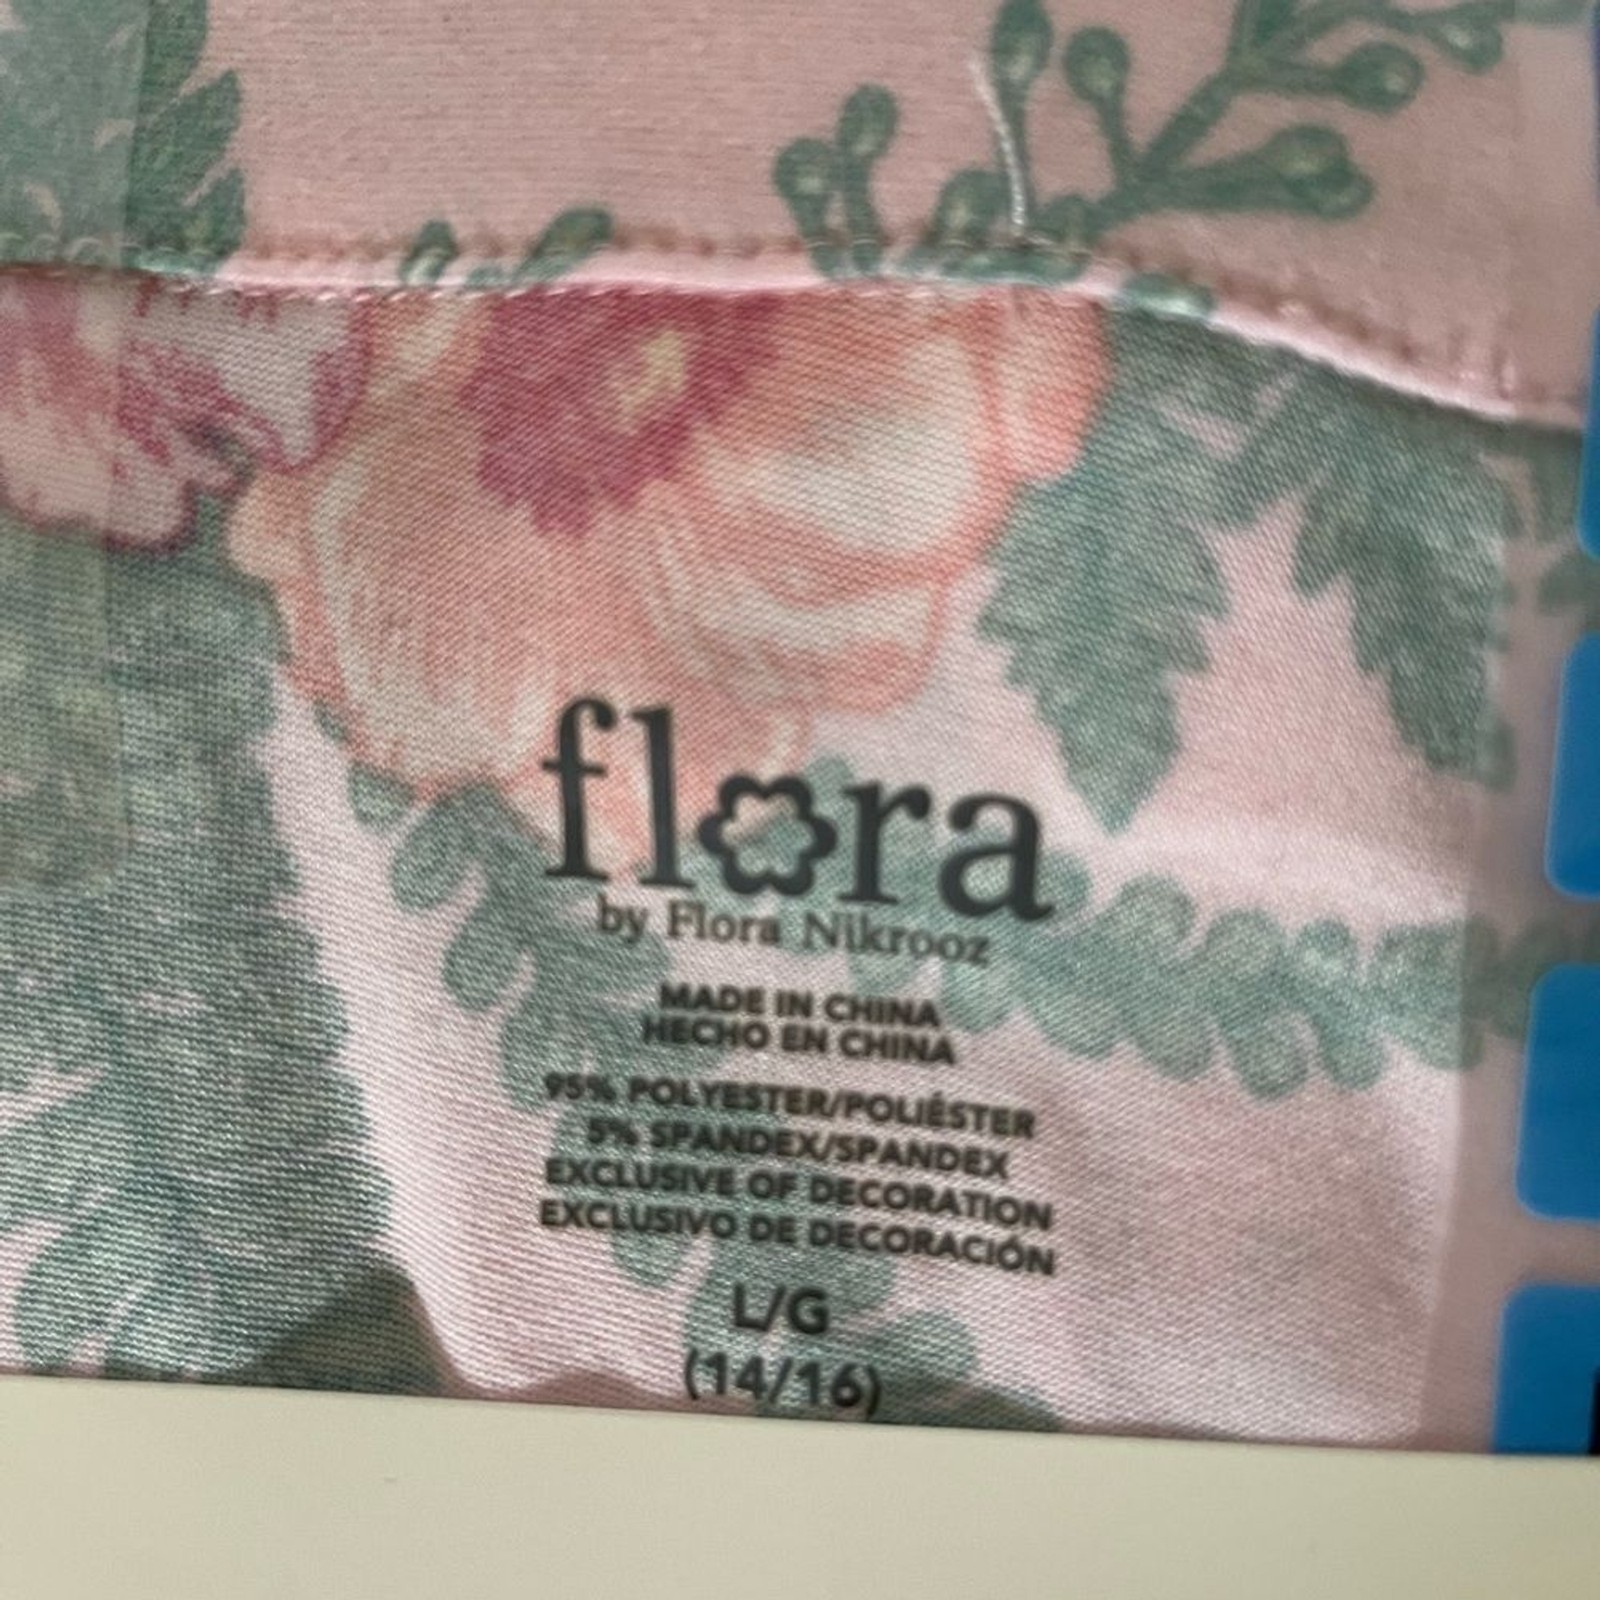 flora
by Flora Nikrooz
MADE IN CHINA
HECHO EN CHINA
95% POLYESTER/POLIÉSTER
5% SPANDEX/SPANDEX
EXCLUSIVE OF DECORATION
EXCLUSIVO DE DECORACIÓN
L/G
(14/16)